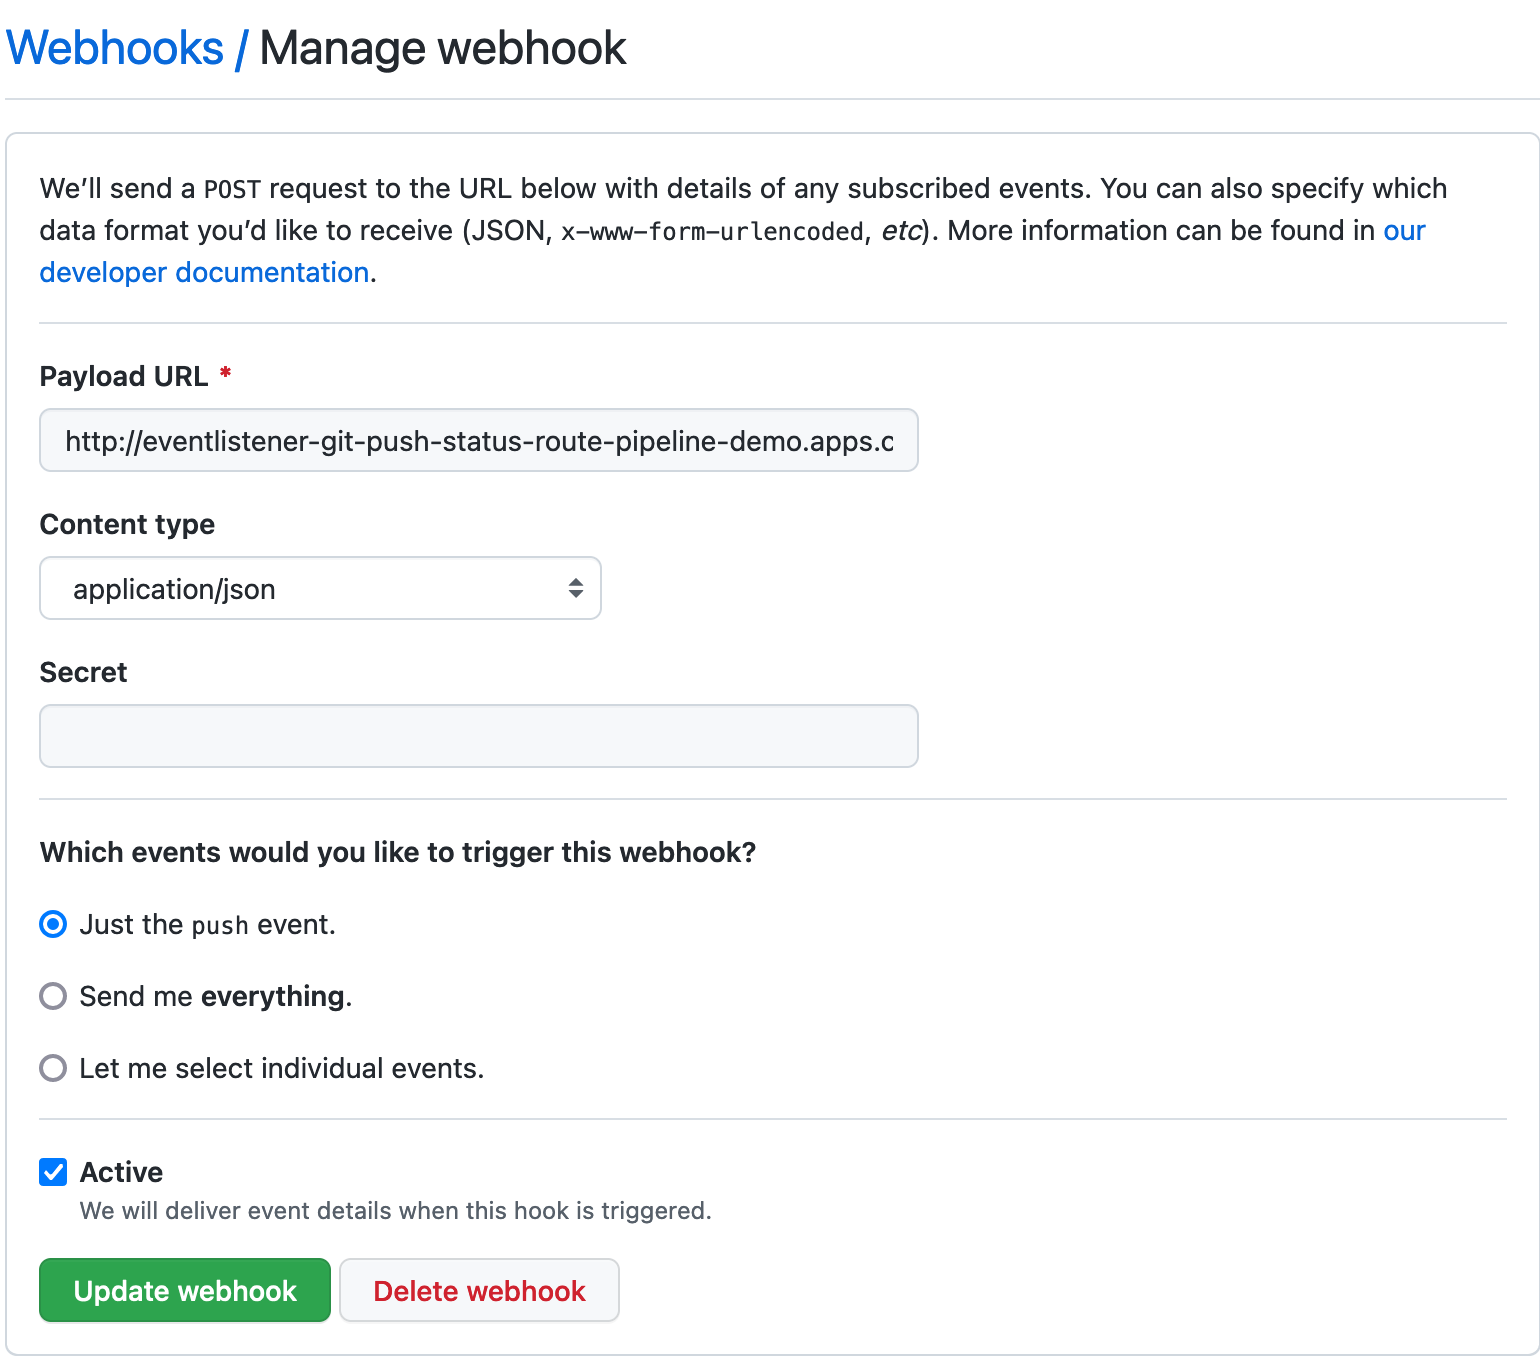 Webhooks / Manage webhook
We’ll send a POST request to the URL below with details of any subscribed events. You can also specify which
data format you’d like to receive (JSON, x-www-form-urlencoded, etc). More information can be found in our
developer documentation.
Payload URL *
http://eventlistener-git-push-status-route-pipeline-demo.apps.c
Content type
application/json
Secret
Which events would you like to trigger this webhook?
Just the push event.
Send me everything.
Let me select individual events.
Active
We will deliver event details when this hook is triggered.
Update webhook
Delete webhook